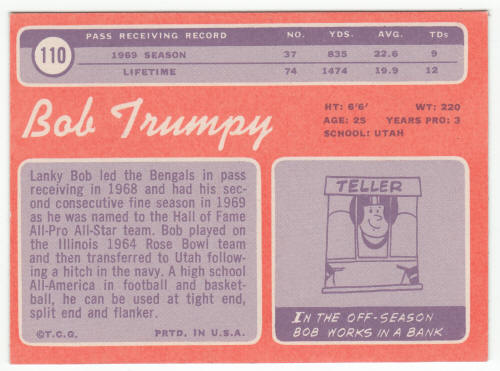 PASS RECEIVING RECORD NO. YDS. AVG. TDs
110
1969 SEASON 37 835 22.6 9
LIFETIME 74 1474 19.9 12
Bob Trumpy
HT: 6'6' WT: 220
AGE: 25 YEARS PRO: 3
SCHOOL: UTAH
Lanky Bob led the Bengals in pass
receiving in 1968 and had his sec-
ond consecutive fine season in 1969
as he was named to the Hall of Fame
All-Pro All-Star team. Bob played on
the Illinois 1964 Rose Bowl team
and then transferred to Utah follow-
ing a hitch in the navy. A high school
All-America in football and basket-
ball, he can be used at tight end,
split end and flanker.
©T.C.G. PRTD. IN U.S.A.
TELLER
IN THE OFF-SEASON
BOB WORKS IN A BANK